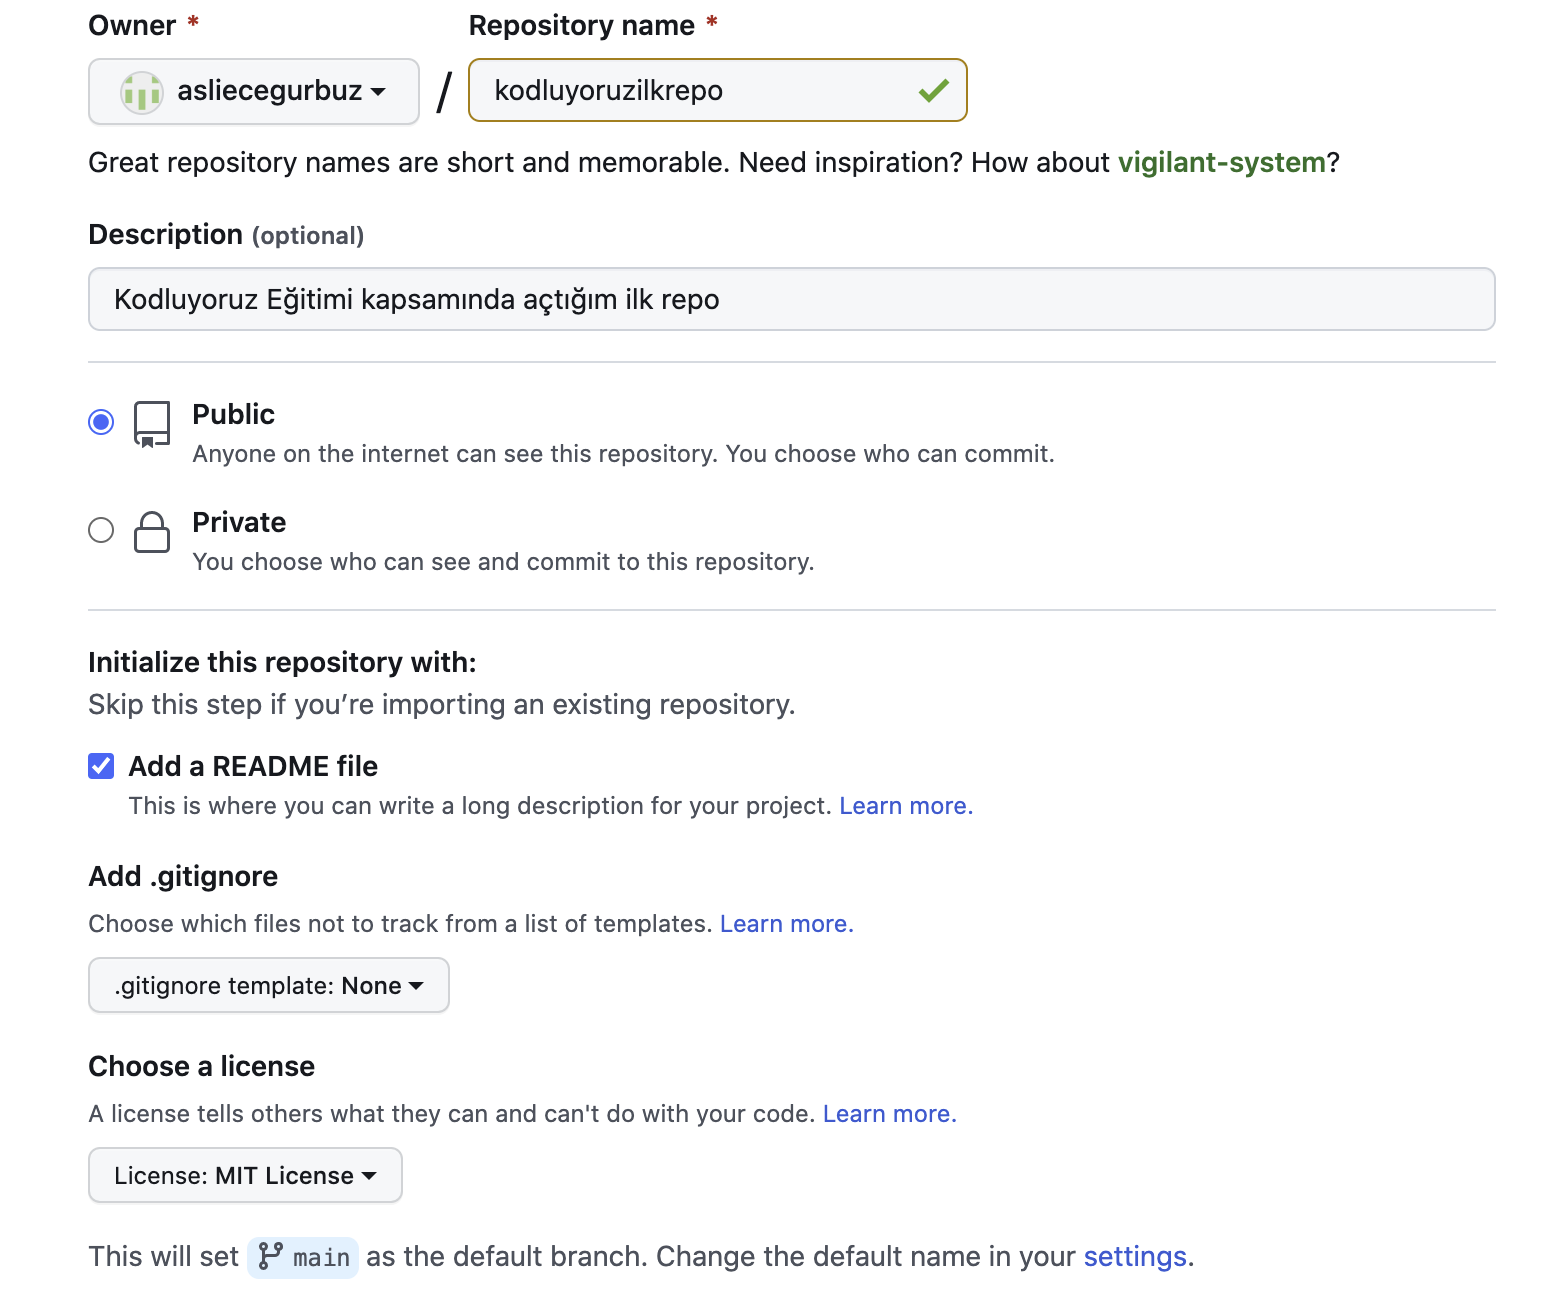 Owner *
Repository name *
asliecegurbuz
/
kodluyoruzilkrepo
Great repository names are short and memorable. Need inspiration? How about vigilant-system?
Description (optional)
Kodluyoruz Eğitimi kapsamında açtığım ilk repo
Public
Anyone on the internet can see this repository. You choose who can commit.
Private
You choose who can see and commit to this repository.
Initialize this repository with:
Skip this step if you’re importing an existing repository.
Add a README file
This is where you can write a long description for your project. Learn more.
Add .gitignore
Choose which files not to track from a list of templates. Learn more.
.gitignore template: None
Choose a license
A license tells others what they can and can't do with your code. Learn more.
License: MIT License
This will set main as the default branch. Change the default name in your settings.